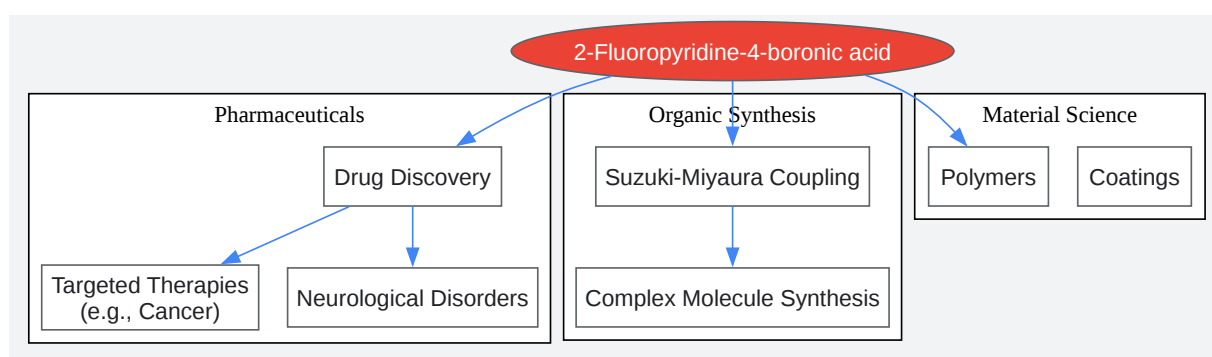 2-Fluoropyridine-4-boronic acid
Pharmaceuticals
Organic Synthesis
Material Science
Drug Discovery
Suzuki-Miyaura Coupling
Polymers
Coatings
Targeted Therapies
(e.g., Cancer)
Neurological Disorders
Complex Molecule Synthesis